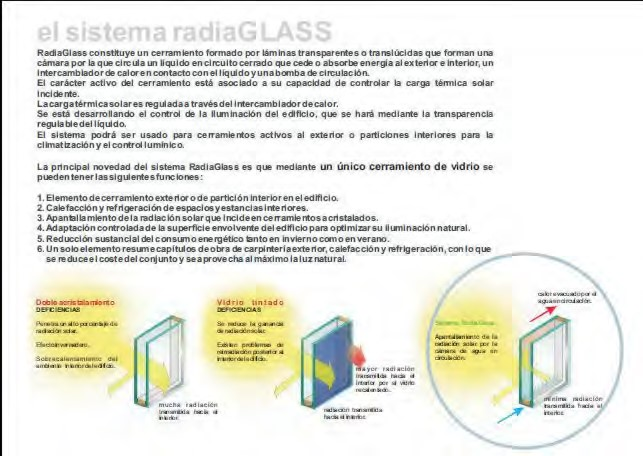 el sistema radiaGLASS
RadiaGlass constituye un cerramiento formado por láminas transparentes o translúcidas que forman una
cámara por la que circula un líquido en circuito cerrado que cede o absorbe energía al exterior e interior, un
intercambiador de calor en contacto con el líquido y una bomba de circulación.
El carácter activo del cerramiento está asociado a su capacidad de controlar la carga térmica solar
incidente.
La carga térmica solar es regulada a través del intercambiador de calor.
Se está desarrollando el control de la iluminación del edificio, que se hará mediante la transparencia
regulable del líquido.
El sistema podrá ser usado para cerramientos activos al exterior o particiones interiores para la
climatización y el control lumínico.
La principal novedad del sistema RadiaGlass es que mediante un único cerramiento de vidrio se
pueden tener las siguientes funciones:
1. Elemento de cerramiento exterior o de partición interior en el edificio.
2. Calefacción y refrigeración de espacios y estancias interiores.
3. Apantallamiento de la radiación solar que incide en cerramientos acristalados.
4. Adaptación controlada de la superficie envolvente del edificio para optimizar su iluminación natural.
5. Reducción sustancial del consumo energético tanto en invierno como en verano.
6. Un solo elemento resume capítulos de obra de carpintería exterior, calefacción y refrigeración, con lo que
se reduce el coste del conjunto y se aprovecha al máximo la luz natural.
Doble acristalamiento
DEFICIENCIAS
Penetra un alto porcentaje de
radiación solar.
Efecto invernadero.
Sobrecalentamiento del
ambiente interior del edificio.
mucha radiación
transmitida hacia el
interior.
Vidrio tintado
DEFICIENCIAS
Se reduce la ganancia
de radiación solar.
Existen problemas de
rerradiación posterior al
interior del edificio.
mayor radiación
transmitida hacia el
interior por el vidrio
recalentado.
radiación transmitida
hacia el interior.
Sistema RadiaGlass
Apantallamiento de la
radiación solar por la
cámara de agua en
circulación.
calor evacuado por el
agua en circulación.
mínima radiación
transmitida hacia el
interior.